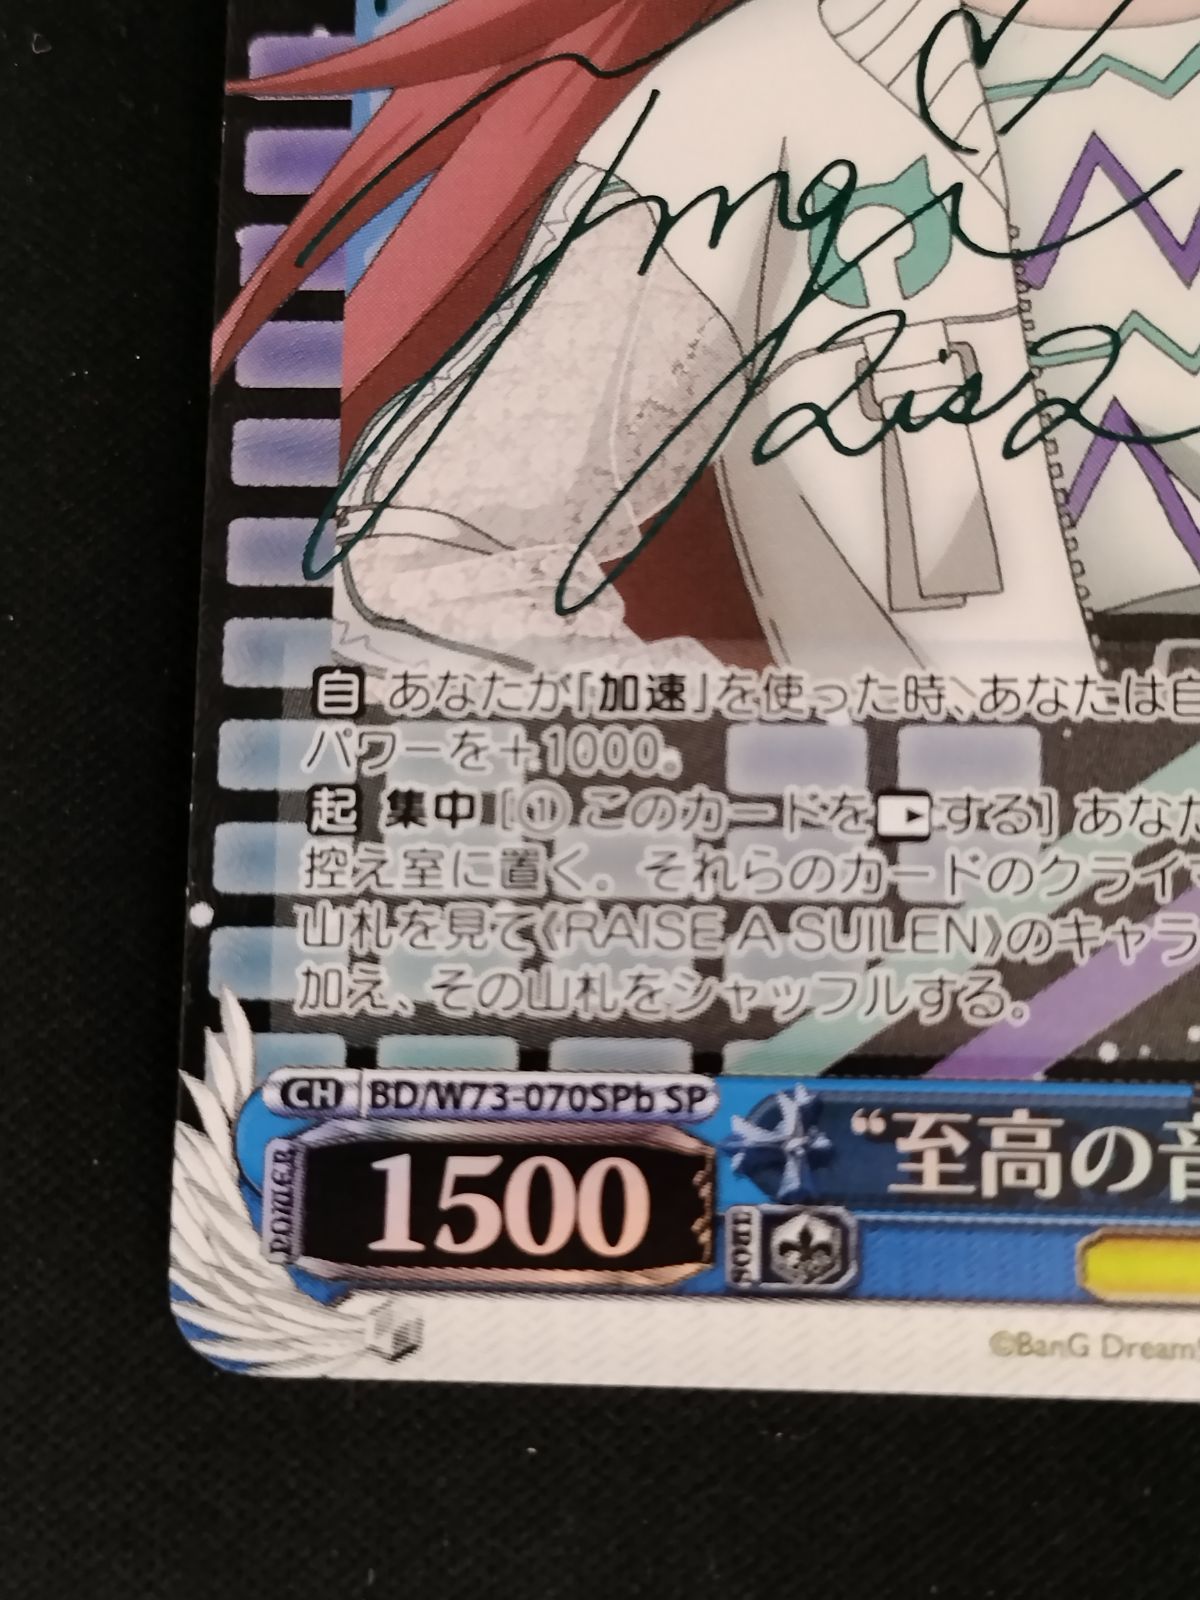 自 あなたが「加速」を使った時、あなたは自
パワーを＋1000。
起 集中 [① このカードを する] あなた
控え室に置く。それらのカードのクライマ
山札を見て《RAISE A SUILEN》のキャラ
加え、その山札をシャッフルする。
CH BD/W73-070SPb SP
“至高の音
POWER 1500
SOUL
©BanG Dream!